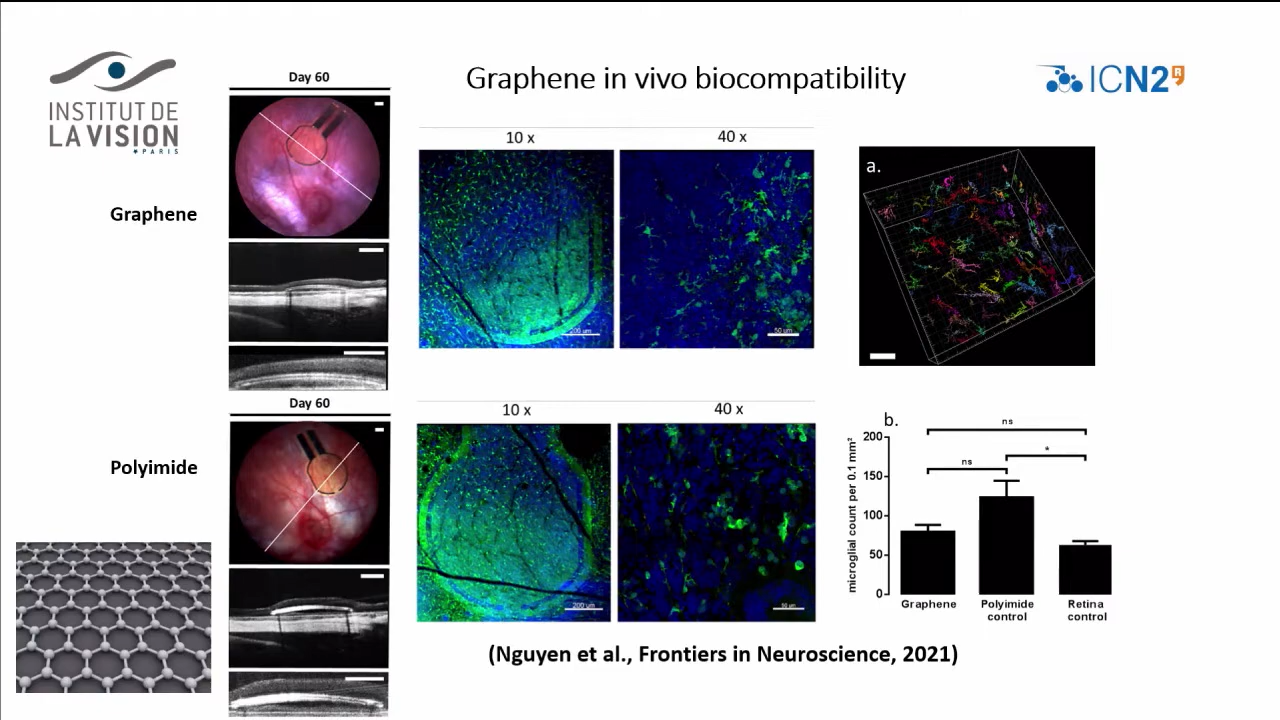 Graphene in vivo biocompatibility
INSTITUT DE
LA VISION
PARIS
ICN2
Day 60
Graphene
10 x
40 x
200 µm
50 µm
a.
Day 60
Polyimide
10 x
40 x
200 µm
50 µm
b.
microglial count per 0.1 mm²
200
150
100
50
0
ns
ns
*
Graphene
Polyimide
control
Retina
control
(Nguyen et al., Frontiers in Neuroscience, 2021)